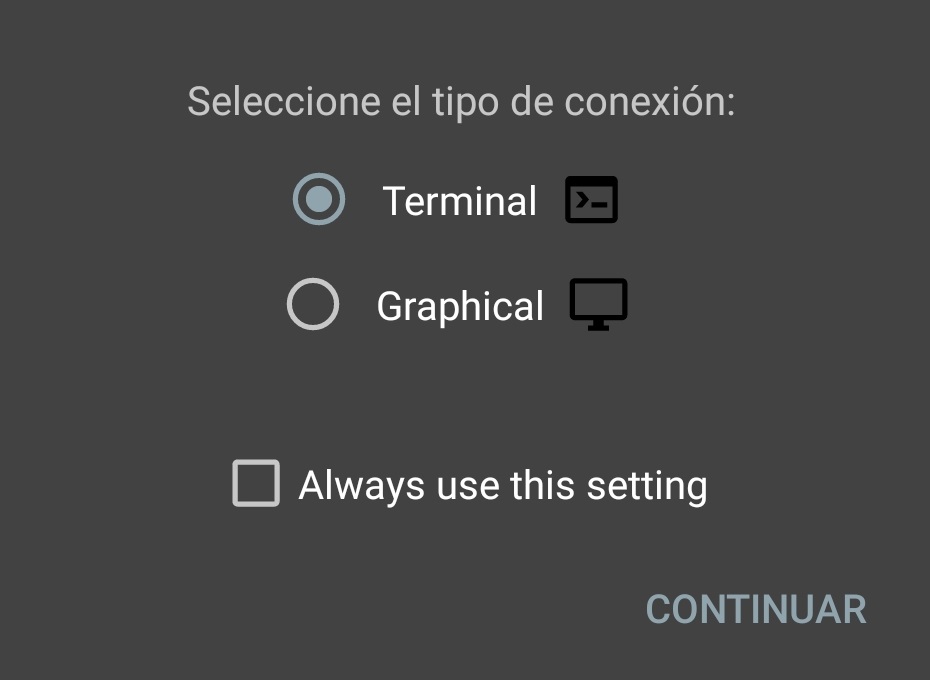 Seleccione el tipo de conexión:
Terminal
Graphical
Always use this setting
CONTINUAR